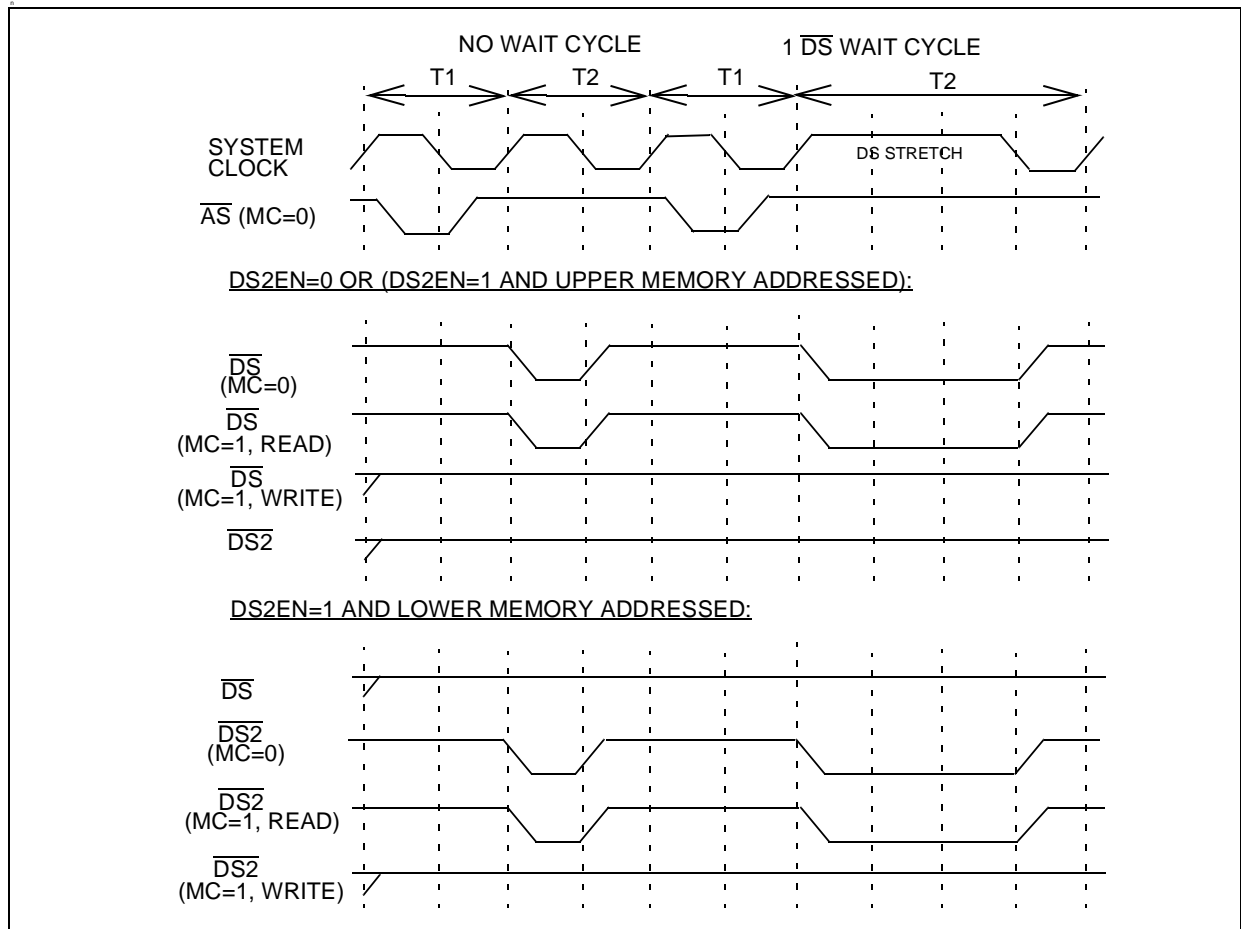 NO WAIT CYCLE
1 DS WAIT CYCLE
T1
T2
T1
T2
SYSTEM
CLOCK
DS STRETCH
AS (MC=0)
DS2EN=0 OR (DS2EN=1 AND UPPER MEMORY ADDRESSED):
DS
(MC=0)
DS
(MC=1, READ)
DS
(MC=1, WRITE)
DS2
DS2EN=1 AND LOWER MEMORY ADDRESSED:
DS
DS2
(MC=0)
DS2
(MC=1, READ)
DS2
(MC=1, WRITE)